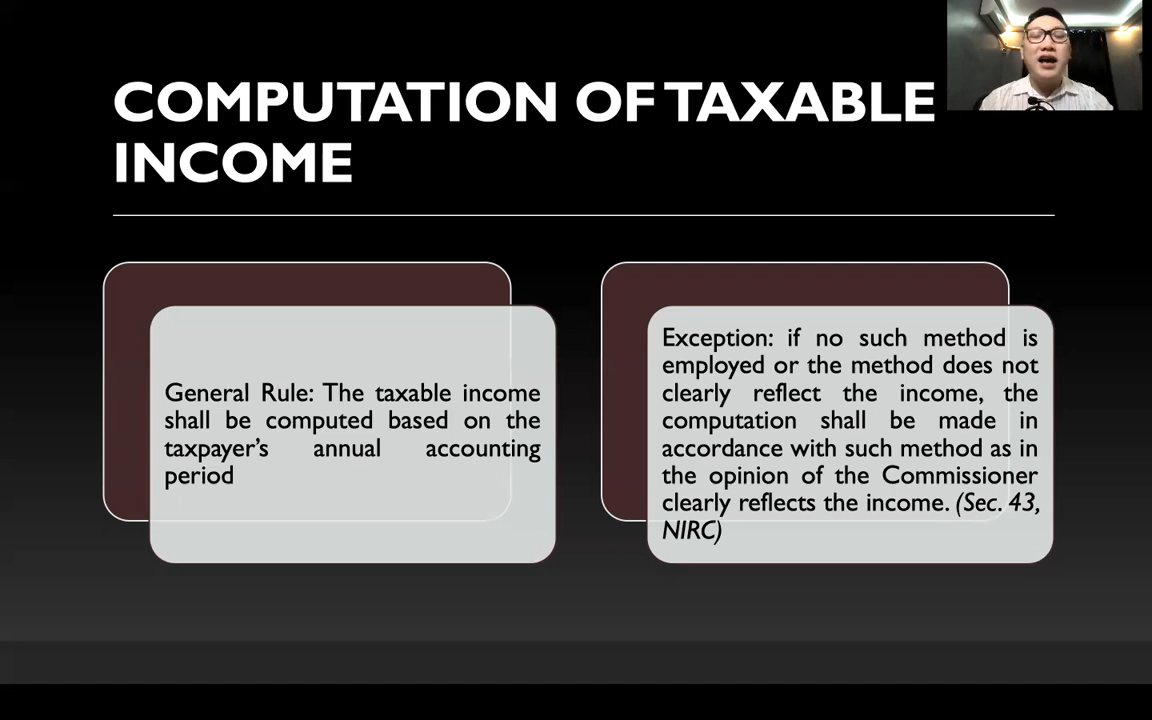 COMPUTATION OF TAXABLE
INCOME
General Rule: The taxable income
shall be computed based on the
taxpayer’s annual accounting
period
Exception: if no such method is
employed or the method does not
clearly reflect the income, the
computation shall be made in
accordance with such method as in
the opinion of the Commissioner
clearly reflects the income. (Sec. 43,
NIRC)